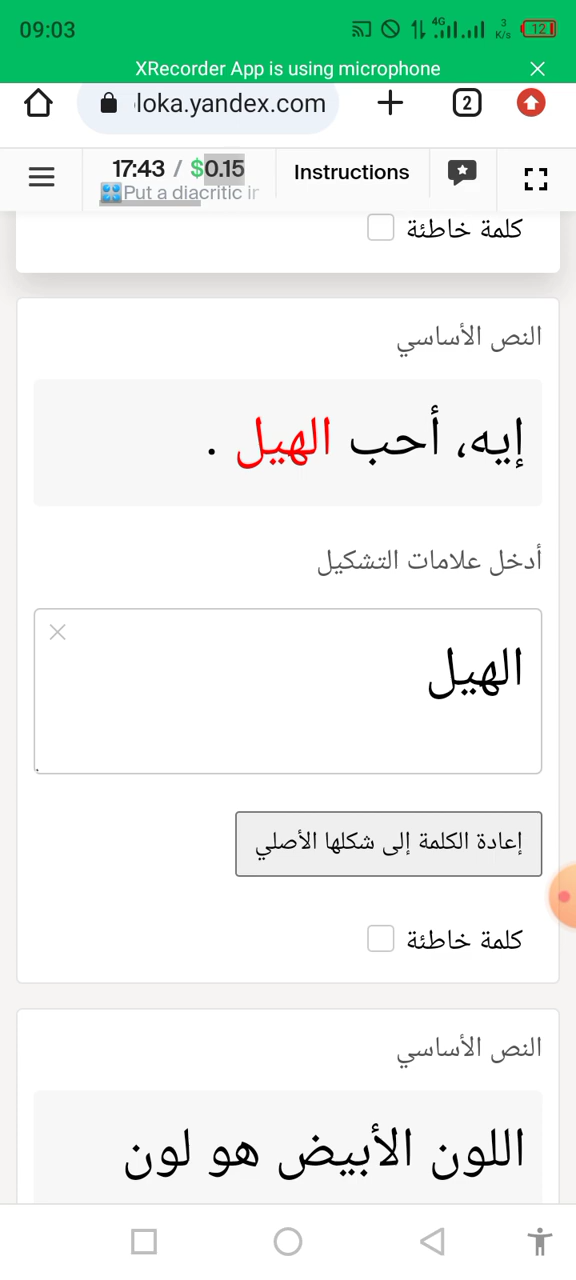 09:03 4G 3 K/s 12
XRecorder App is using microphone
loka.yandex.com 2
17:43 / $0.15 Instructions
Put a diacritic in
كلمة خاطئة
النص الأساسي
إيه، أحب الهيل .
أدخل علامات التشكيل
الهيل
إعادة الكلمة إلى شكلها الأصلي
كلمة خاطئة
النص الأساسي
اللون الأبيض هو لون